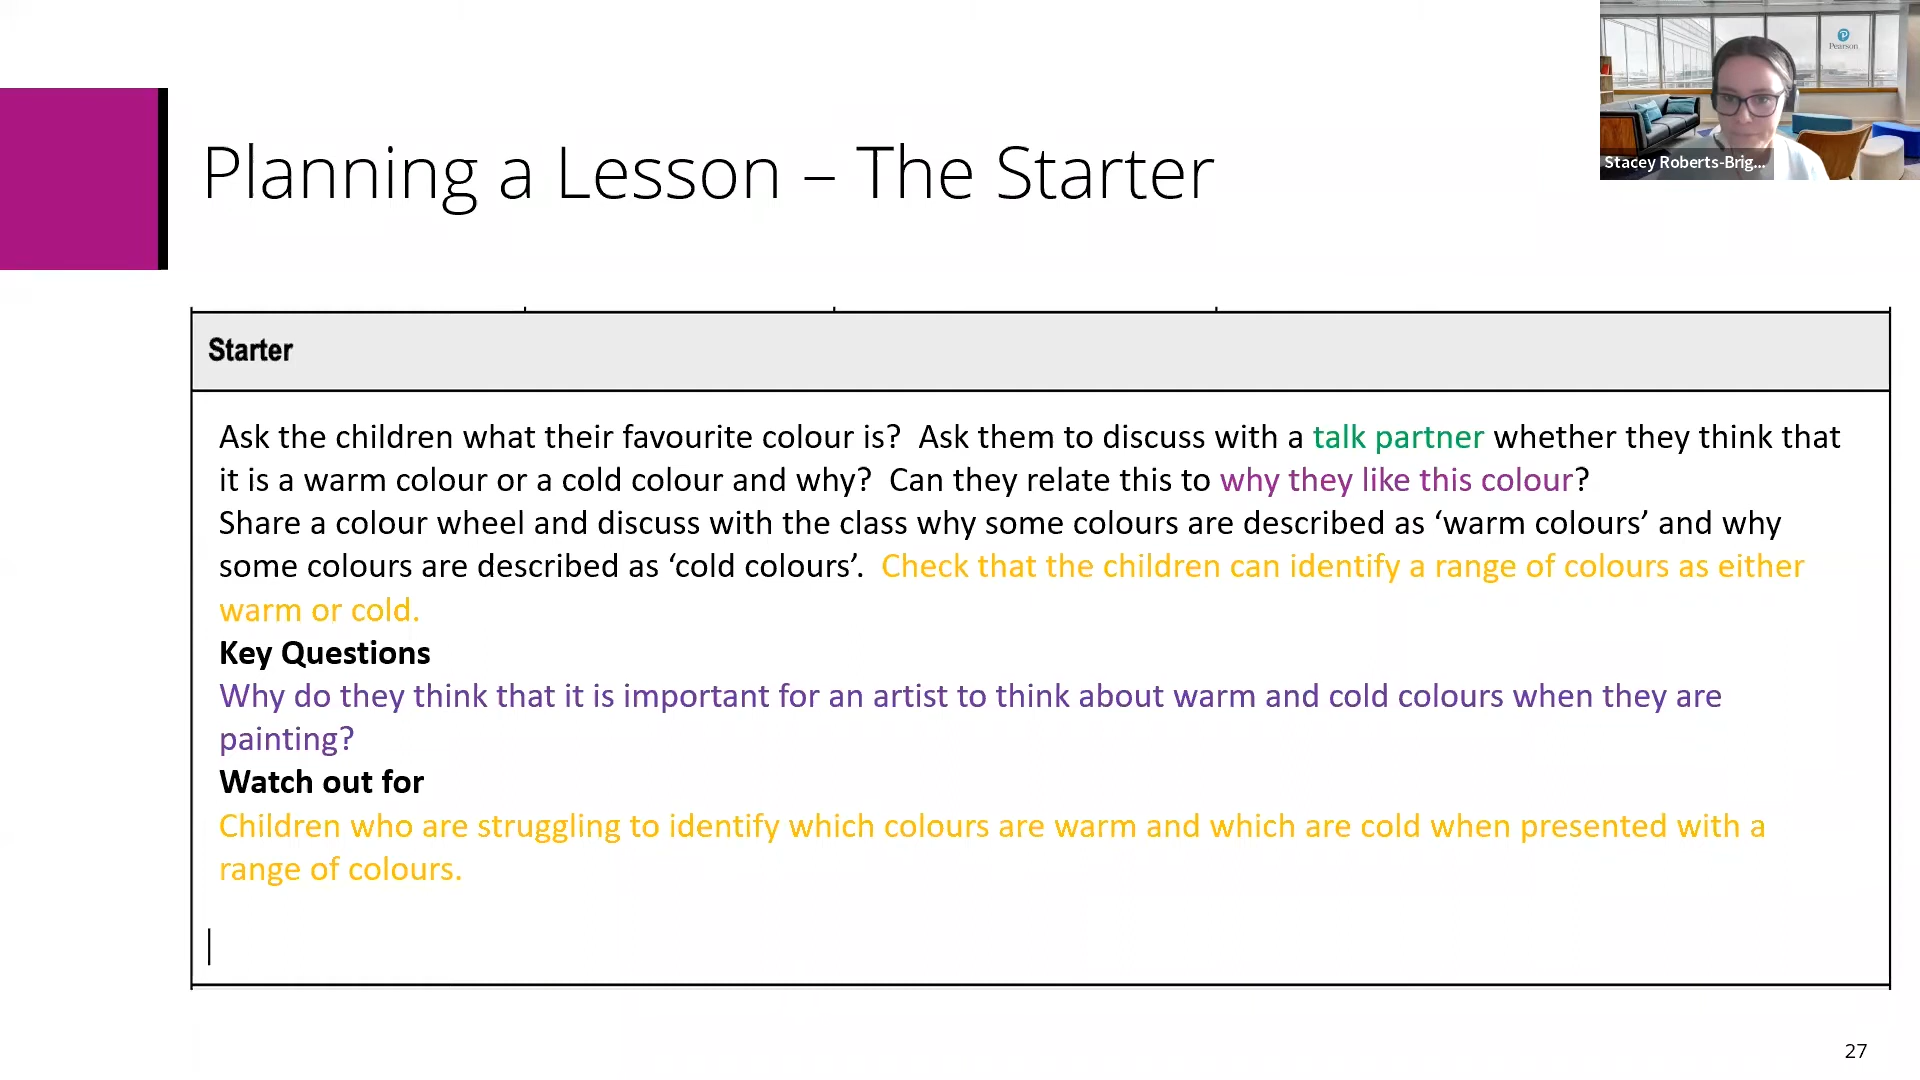 Pearson
Stacey Roberts-Brig...
Planning a Lesson – The Starter
Starter
Ask the children what their favourite colour is?  Ask them to discuss with a talk partner whether they think that
it is a warm colour or a cold colour and why?  Can they relate this to why they like this colour?
Share a colour wheel and discuss with the class why some colours are described as ‘warm colours’ and why
some colours are described as ‘cold colours’.  Check that the children can identify a range of colours as either
warm or cold.
Key Questions
Why do they think that it is important for an artist to think about warm and cold colours when they are
painting?
Watch out for
Children who are struggling to identify which colours are warm and which are cold when presented with a
range of colours.
27